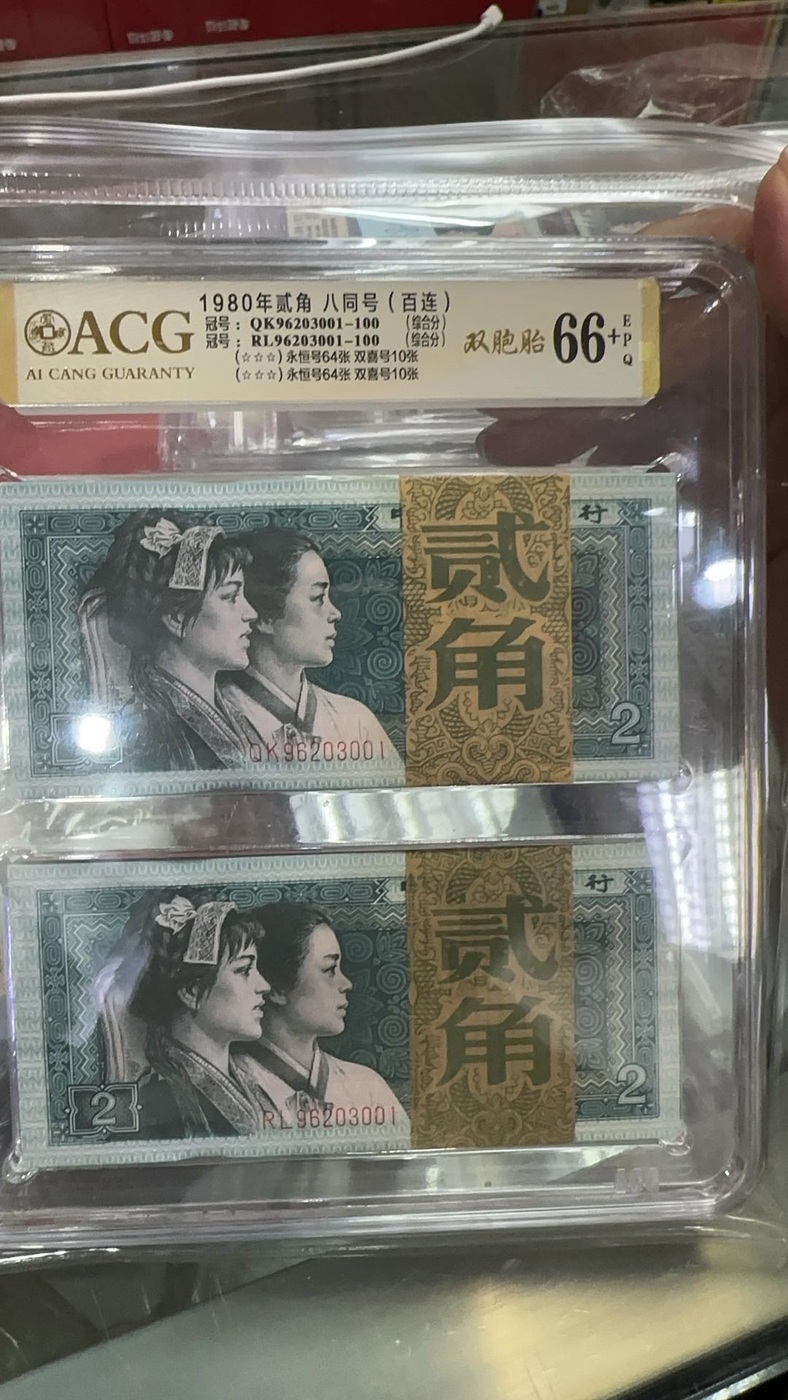 1980年贰角 八同号（百连）
ACG
冠号：QK96203001-100 （综合分）
冠号：RL96203001-100 （综合分）
(☆☆☆) 永恒号64张 双喜号10张
(☆☆☆) 永恒号64张 双喜号10张
AI CANG GUARANTY
双胞胎 66+ EPQ
行
贰角
2
QK96203001
行
贰角
2
2
RL96203001